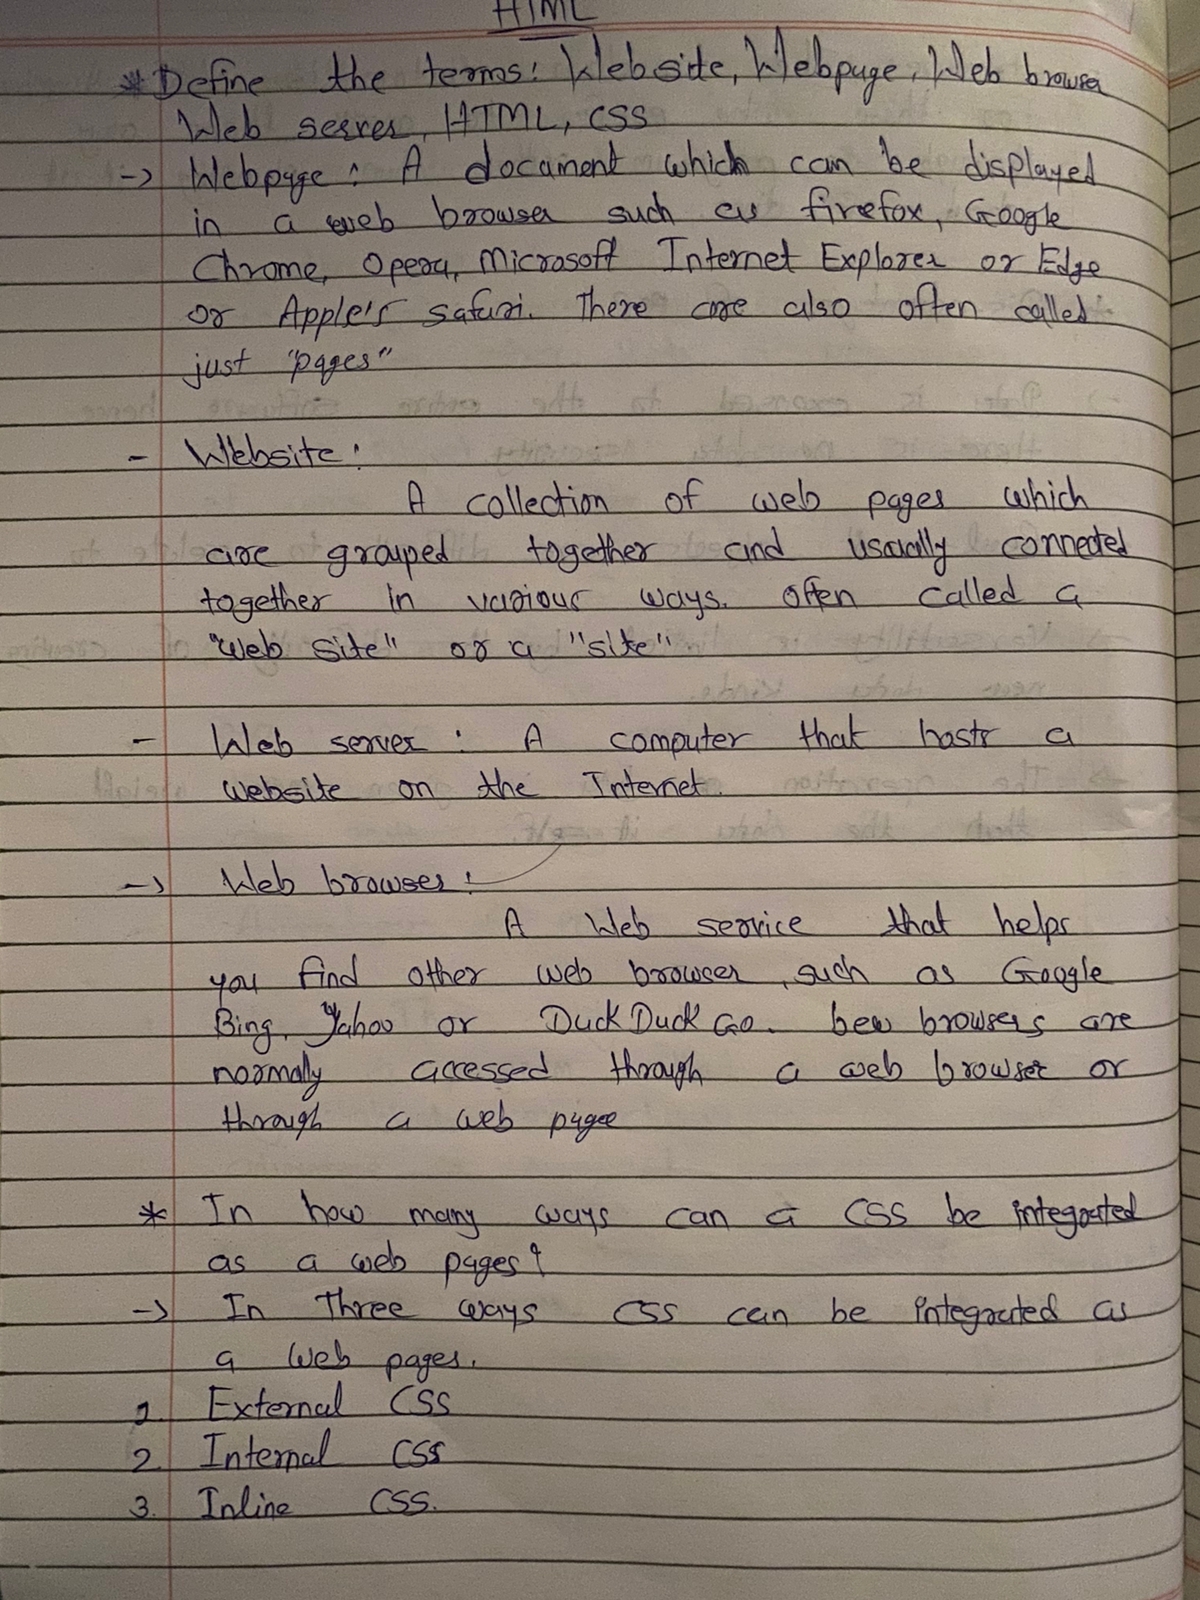 HTML
* Define the terms: Website, Webpage, Web browser
Web server, HTML, CSS
-> Webpage : A document which can be displayed
in a web browser such as firefox, Google
Chrome, Opera, Microsoft Internet Explorer or Edge
or Apple's safari. There are also often called
just "pages"
- Website :
A collection of web pages which
are grouped together and usually connected
together in various ways. Often called a
"web site" or a "site"
- Web server : A computer that hosts a
website on the Internet.
-> Web browser :
A Web service that helps
you find other web browser, such as Google
Bing, Yahoo or DuckDuckGo. bew browsers are
normaly accessed through a web browser or
through a web pagee
* In how many ways can a CSS be integrated
as a web pages?
-> In three ways CSS can be integrated as
a web pages.
1. External CSS
2. Internal CSS
3. Inline CSS.